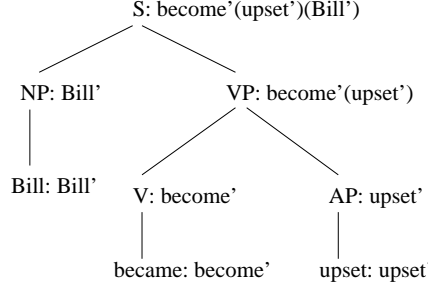 S: become’(upset’)(Bill’)
NP: Bill’ VP: become’(upset’)
Bill: Bill’ V: become’ AP: upset’
became: become’ upset: upset’